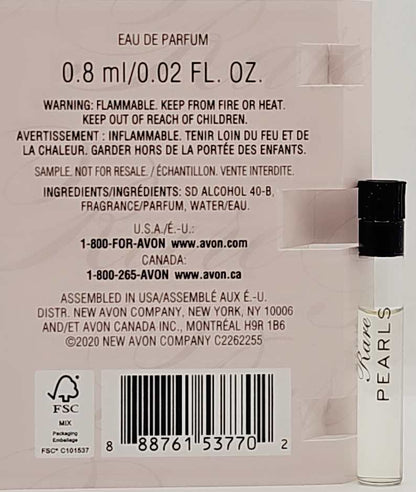 EAU DE PARFUM
0.8 ml/0.02 FL. OZ.
WARNING: FLAMMABLE. KEEP FROM FIRE OR HEAT.
KEEP OUT OF REACH OF CHILDREN.
AVERTISSEMENT : INFLAMMABLE. TENIR LOIN DU FEU ET DE
LA CHALEUR. GARDER HORS DE LA PORTÉE DES ENFANTS.
SAMPLE. NOT FOR RESALE. / ÉCHANTILLON. VENTE INTERDITE.
INGREDIENTS/INGRÉDIENTS: SD ALCOHOL 40-B,
FRAGRANCE/PARFUM, WATER/EAU.
U.S.A./É.-U.:
1-800-FOR-AVON www.avon.com
CANADA:
1-800-265-AVON www.avon.ca
ASSEMBLED IN USA/ASSEMBLÉ AUX É.-U.
DISTR. NEW AVON COMPANY, NEW YORK, NY 10006
AND/ET AVON CANADA INC., MONTRÉAL H9R 1B6
©2020 NEW AVON COMPANY C2262255
FSC
MIX
Packaging
Emballage
FSC® C101537
8 88761 53770 2
Rare
PEARLS